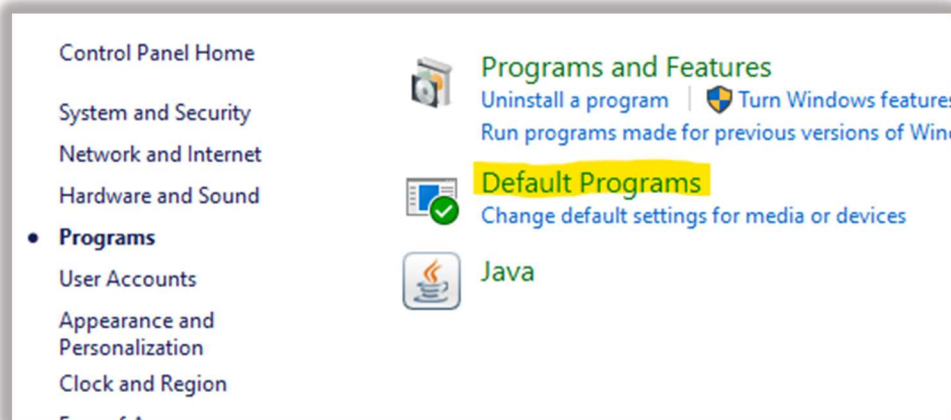 Control Panel Home
System and Security
Network and Internet
Hardware and Sound
Programs
User Accounts
Appearance and
Personalization
Clock and Region
Programs and Features
Uninstall a program
Turn Windows features
Run programs made for previous versions of
Default Programs
Change default settings for media or devices
Java